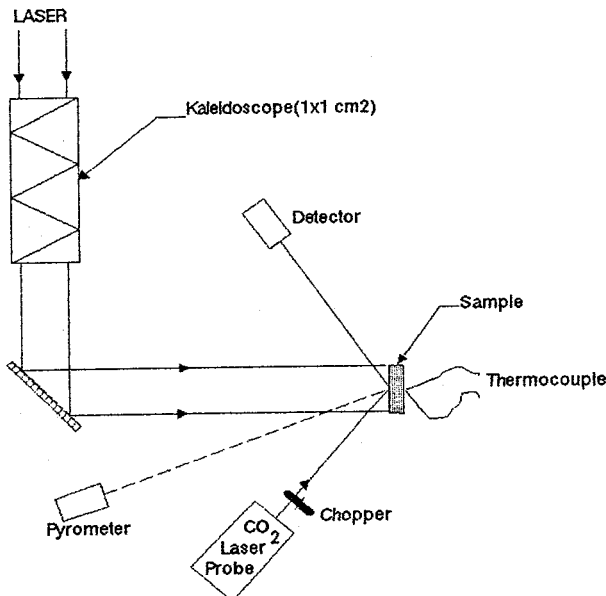 LASER
Kaleidoscope(1x1 cm2)
Detector
Sample
Thermocouple
Pyrometer
Chopper
CO2
Laser
Probe